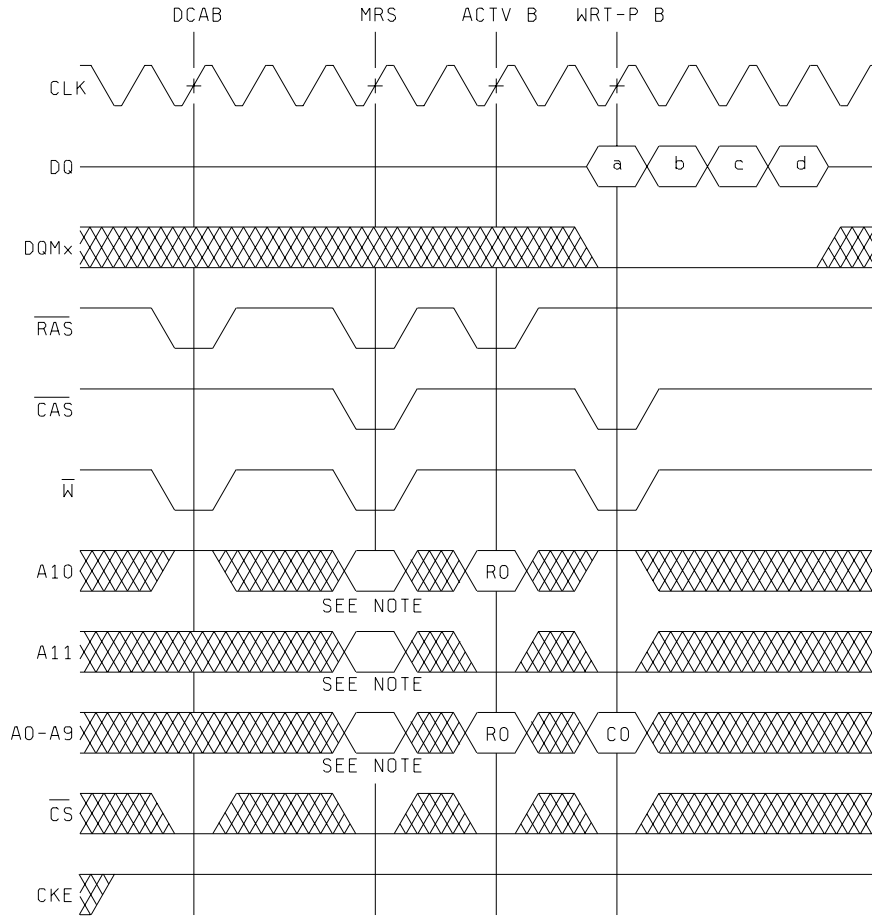 DCAB MRS ACTV B WRT-P B
CLK
DQ a b c d
DQMx
RAS
CAS
W
A10 R0
SEE NOTE
A11
SEE NOTE
A0-A9 R0 C0
SEE NOTE
CS
CKE